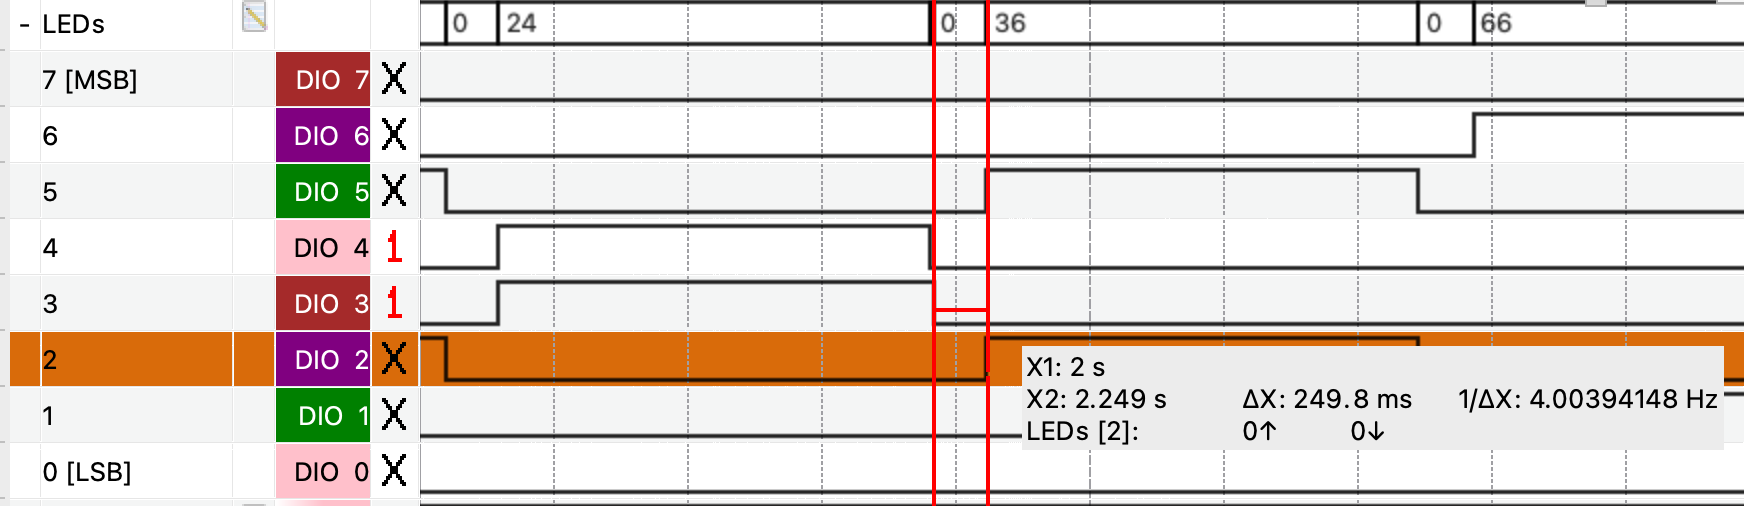 - LEDs 0 24 0 36 0 66
7 [MSB] DIO 7 X
6 DIO 6 X
5 DIO 5 X
4 DIO 4 1
3 DIO 3 1
2 DIO 2 X
X1: 2 s
X2: 2.249 s ΔX: 249.8 ms 1/ΔX: 4.00394148 Hz
1 DIO 1 X
LEDs [2]: 0↑ 0↓
0 [LSB] DIO 0 X